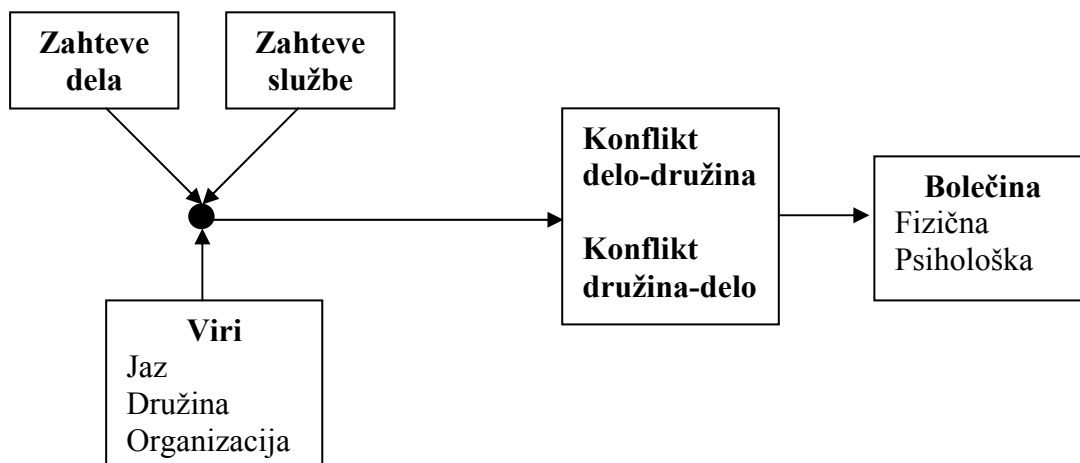 Zahteve
dela
Zahteve
službe
Konflikt
delo-družina
Konflikt
družina-delo
Bolečina
Fizična
Psihološka
Viri
Jaz
Družina
Organizacija